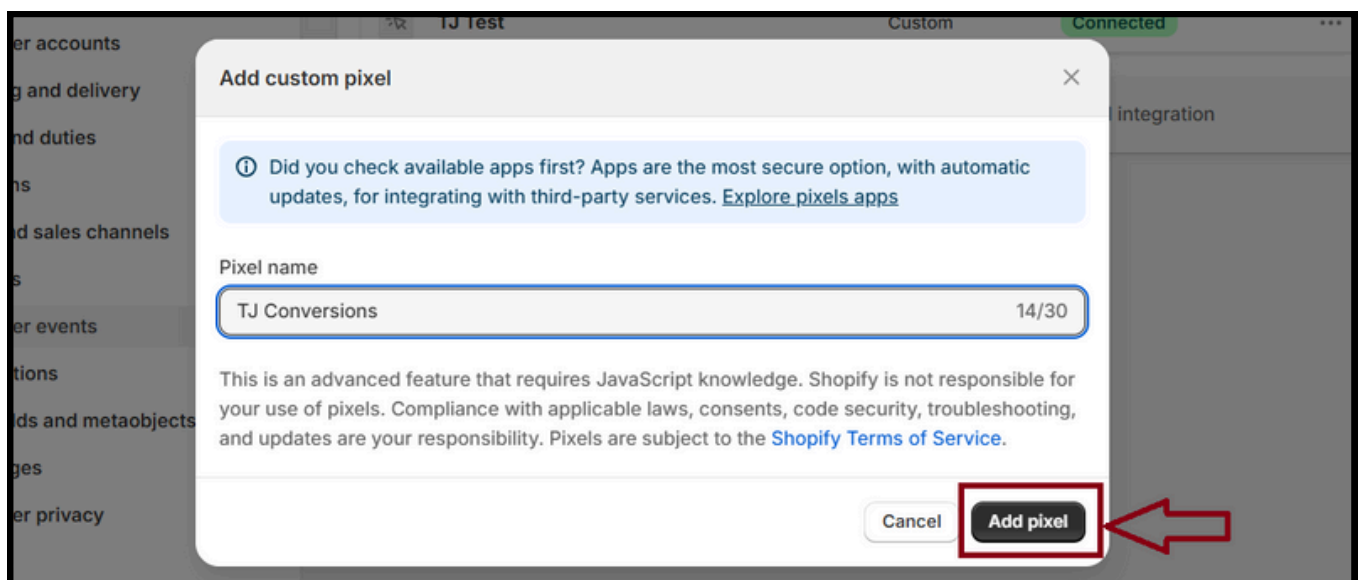 TJ Test Custom Connected
er accounts
Add custom pixel
g and delivery
l integration
nd duties
Did you check available apps first? Apps are the most secure option, with automatic
updates, for integrating with third-party services. Explore pixels apps
ns
nd sales channels
Pixel name
s
TJ Conversions 14/30
er events
tions
This is an advanced feature that requires JavaScript knowledge. Shopify is not responsible for
your use of pixels. Compliance with applicable laws, consents, code security, troubleshooting,
and updates are your responsibility. Pixels are subject to the Shopify Terms of Service.
lds and metaobjects
ges
er privacy
Cancel Add pixel